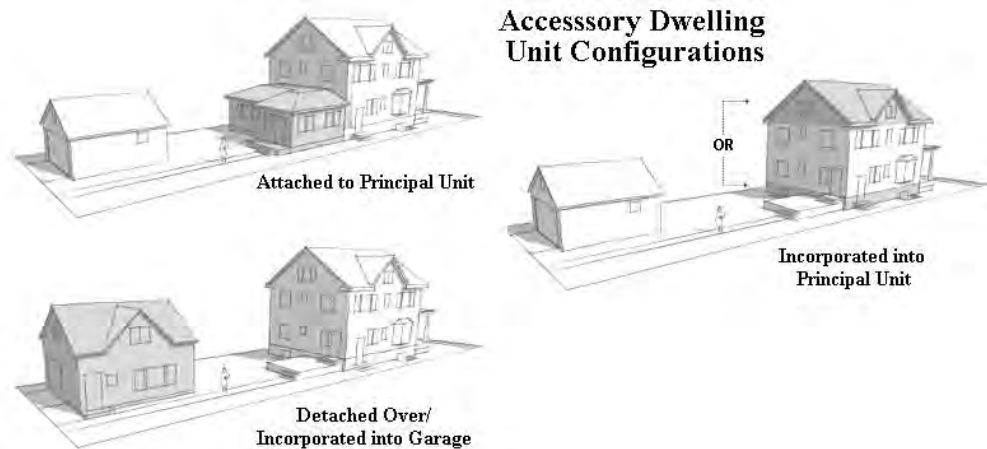 Accesssory Dwelling
Unit Configurations
Attached to Principal Unit
OR
Incorporated into
Principal Unit
Detached Over/
Incorporated into Garage